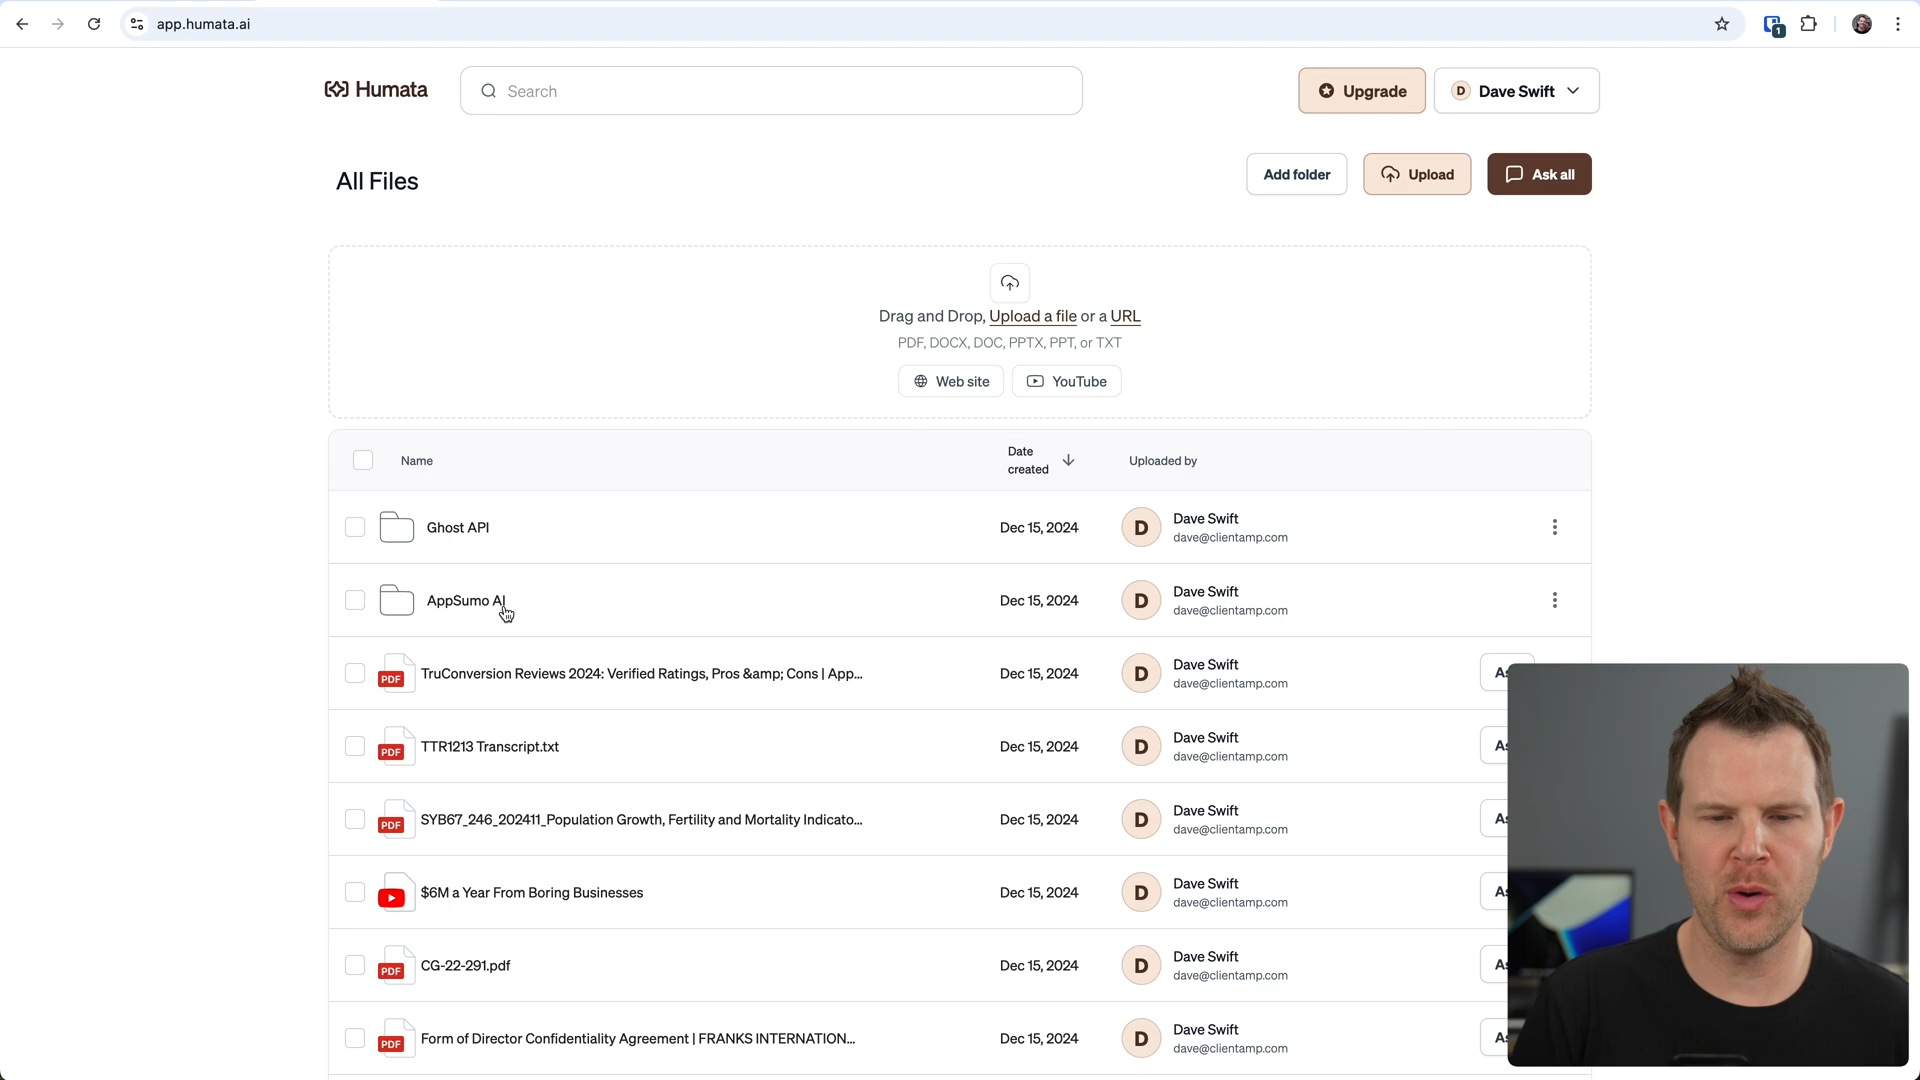 app.humata.ai
1
Humata
Search
Upgrade
D
Dave Swift
All Files
Add folder
Upload
Ask all
Drag and Drop, Upload a file or a URL
PDF, DOCX, DOC, PPTX, PPT, or TXT
Web site
YouTube
Name
Date
created
Uploaded by
Ghost API
Dec 15, 2024
D
Dave Swift
dave@clientamp.com
AppSumo AI
Dec 15, 2024
D
Dave Swift
dave@clientamp.com
PDF
TruConversion Reviews 2024: Verified Ratings, Pros &amp; Cons | App...
Dec 15, 2024
D
Dave Swift
dave@clientamp.com
As
PDF
TTR1213 Transcript.txt
Dec 15, 2024
D
Dave Swift
dave@clientamp.com
As
PDF
SYB67_246_202411_Population Growth, Fertility and Mortality Indicato...
Dec 15, 2024
D
Dave Swift
dave@clientamp.com
As
$6M a Year From Boring Businesses
Dec 15, 2024
D
Dave Swift
dave@clientamp.com
As
PDF
CG-22-291.pdf
Dec 15, 2024
D
Dave Swift
dave@clientamp.com
As
PDF
Form of Director Confidentiality Agreement | FRANKS INTERNATION...
Dec 15, 2024
D
Dave Swift
dave@clientamp.com
As